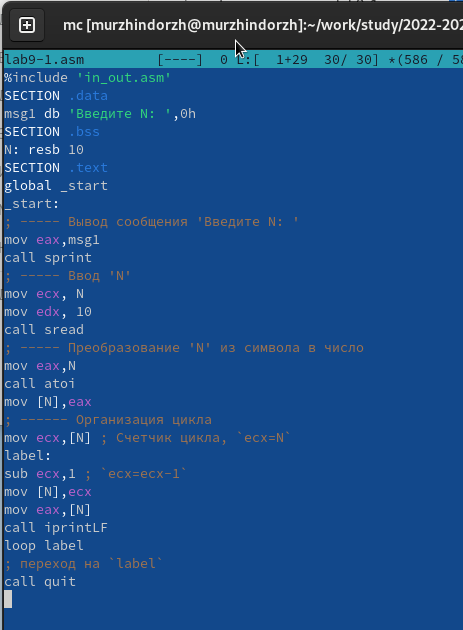 mc [murzhindorzh@murzhindorzh]:~/work/study/2022-202
lab9-1.asm [----] 0 L:[ 1+29 30/ 30] *(586 / 58
%include 'in_out.asm'
SECTION .data
msg1 db 'Введите N: ',0h
SECTION .bss
N: resb 10
SECTION .text
global _start
_start:
; ----- Вывод сообщения 'Введите N: '
mov eax,msg1
call sprint
; ----- Ввод 'N'
mov ecx, N
mov edx, 10
call sread
; ----- Преобразование 'N' из символа в число
mov eax,N
call atoi
mov [N],eax
; ------ Организация цикла
mov ecx,[N] ; Счетчик цикла, `ecx=N`
label:
sub ecx,1 ; `ecx=ecx-1`
mov [N],ecx
mov eax,[N]
call iprintLF
loop label
; переход на `label`
call quit